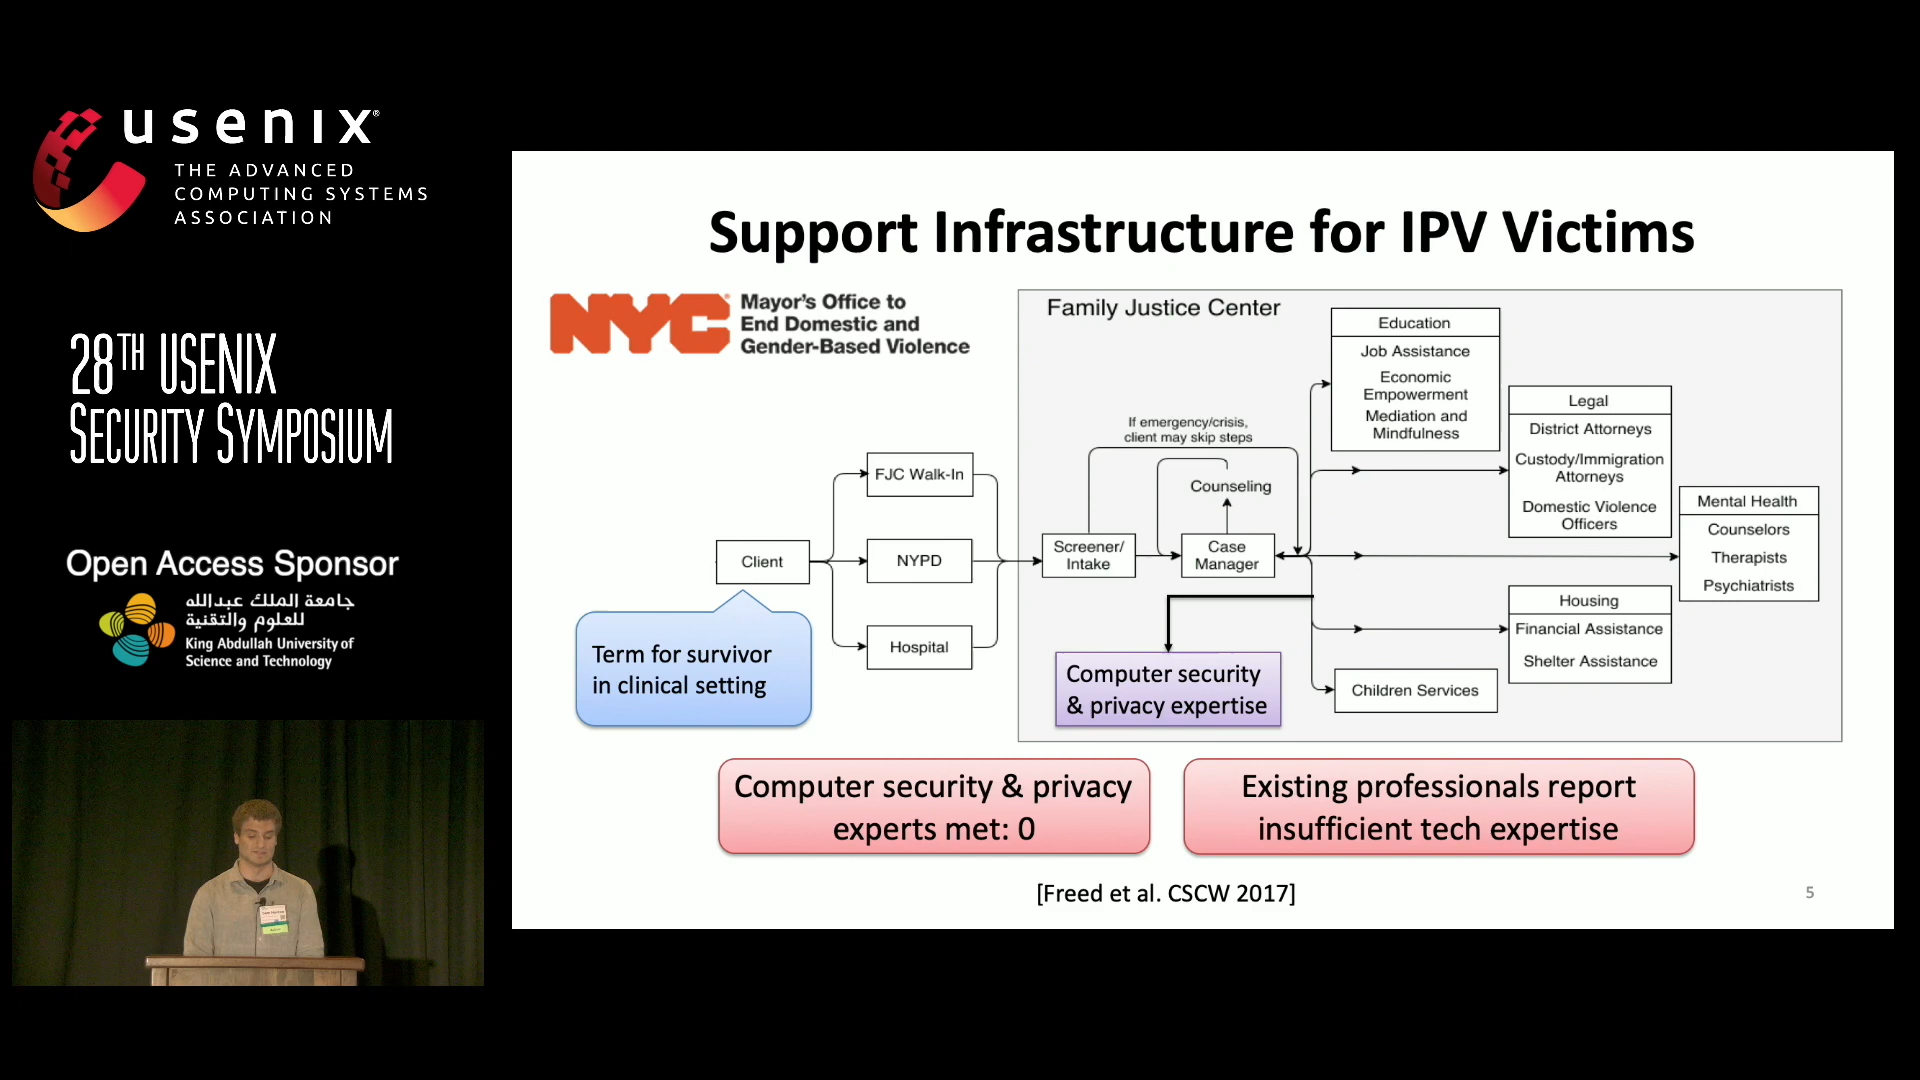 usenix®
THE ADVANCED
COMPUTING SYSTEMS
ASSOCIATION
28TH USENIX
SECURITY SYMPOSIUM
Open Access Sponsor
جامعة الملك عبدالله
للعلوم والتقنية
King Abdullah University of
Science and Technology
Support Infrastructure for IPV Victims
NYC
Mayor's Office to
End Domestic and
Gender-Based Violence
Family Justice Center
Education
Job Assistance
Economic
Empowerment
Mediation and
Mindfulness
Legal
District Attorneys
Custody/Immigration
Attorneys
Domestic Violence
Officers
If emergency/crisis,
client may skip steps
FJC Walk-In
Counseling
Mental Health
Counselors
Therapists
Psychiatrists
Client
NYPD
Screener/
Intake
Case
Manager
Housing
Financial Assistance
Shelter Assistance
Hospital
Term for survivor
in clinical setting
Computer security
& privacy expertise
Children Services
Computer security & privacy
experts met: 0
Existing professionals report
insufficient tech expertise
[Freed et al. CSCW 2017]
5